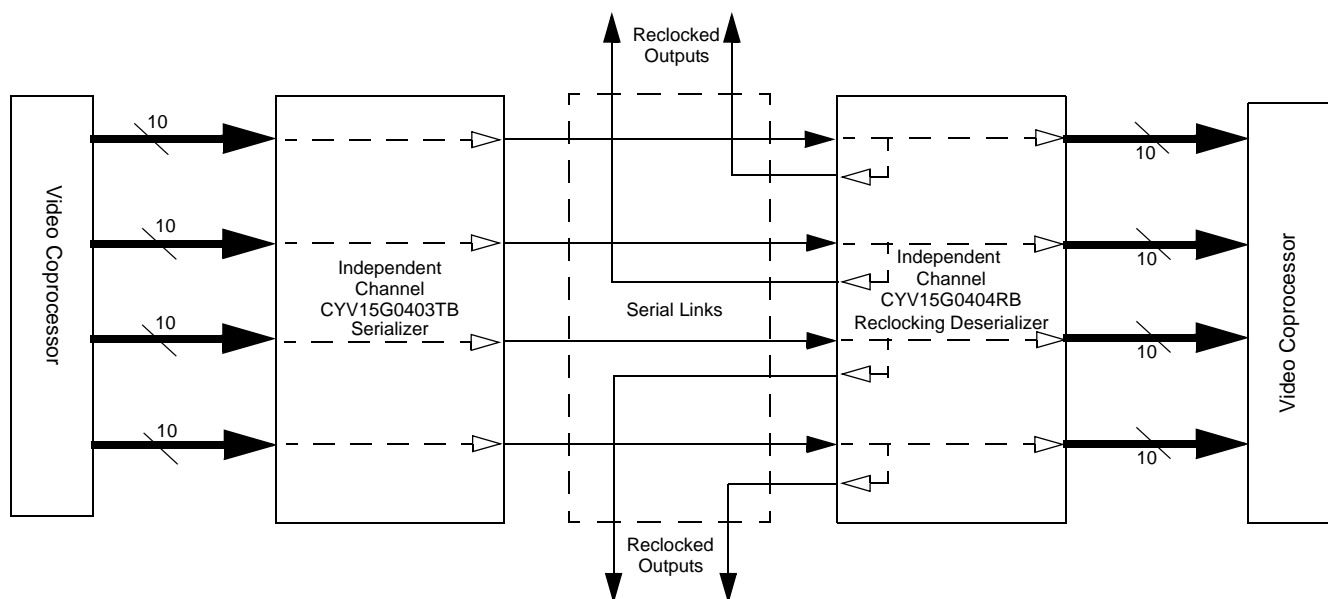 Reclocked
Outputs
10
10
10
10
Video Coprocessor
Independent
Channel
CYV15G0403TB
Serializer
Serial Links
Independent
Channel
CYV15G0404RB
Reclocking Deserializer
10
10
10
10
Video Coprocessor
Reclocked
Outputs